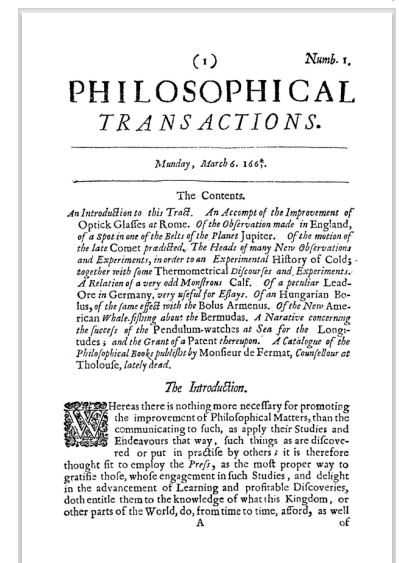 (1)
Numb. 1.
PHILOSOPHICAL
TRANSACTIONS.
Munday, March 6. 166⅘.
The Contents.
An Introduction to this Tract. An Accompt of the Improvement of
Optick Glasses at Rome. Of the Observation made in England,
of a Spot in one of the Belts of the Planet Jupiter. Of the motion of
the late Comet prædicted. The Heads of many New Observations
and Experiments, in order to an Experimental History of Cold;
together with some Thermometrical Discourses and Experiments.
A Relation of a very odd Monstrous Calf. Of a peculiar Lead-
Ore in Germany, very useful for Essays. Of an Hungarian Bo-
lus, of the same effect with the Bolus Armenus. Of the New Ame-
rican Whale-fishing about the Bermudas. A Narative concerning
the success of the Pendulum-watches at Sea for the Longi-
tudes; and the Grant of a Patent thereupon. A Catalogue of the
Philosophical Books publisht by Monsieur de Fermat, Counsellour at
Tholouse, lately dead.
The Introduction.
WHereas there is nothing more necessary for promoting
the improvement of Philosophical Matters, than the
communicating to such, as apply their Studies and
Endeavours that way, such things as are discove-
red or put in practise by others; it is therefore
thought fit to employ the Press, as the most proper way to
gratifie those, whose engagement in such Studies, and delight
in the advancement of Learning and profitable Discoveries,
doth entitle them to the knowledge of what this Kingdom, or
other parts of the World, do, from time to time, afford, as well
A
of